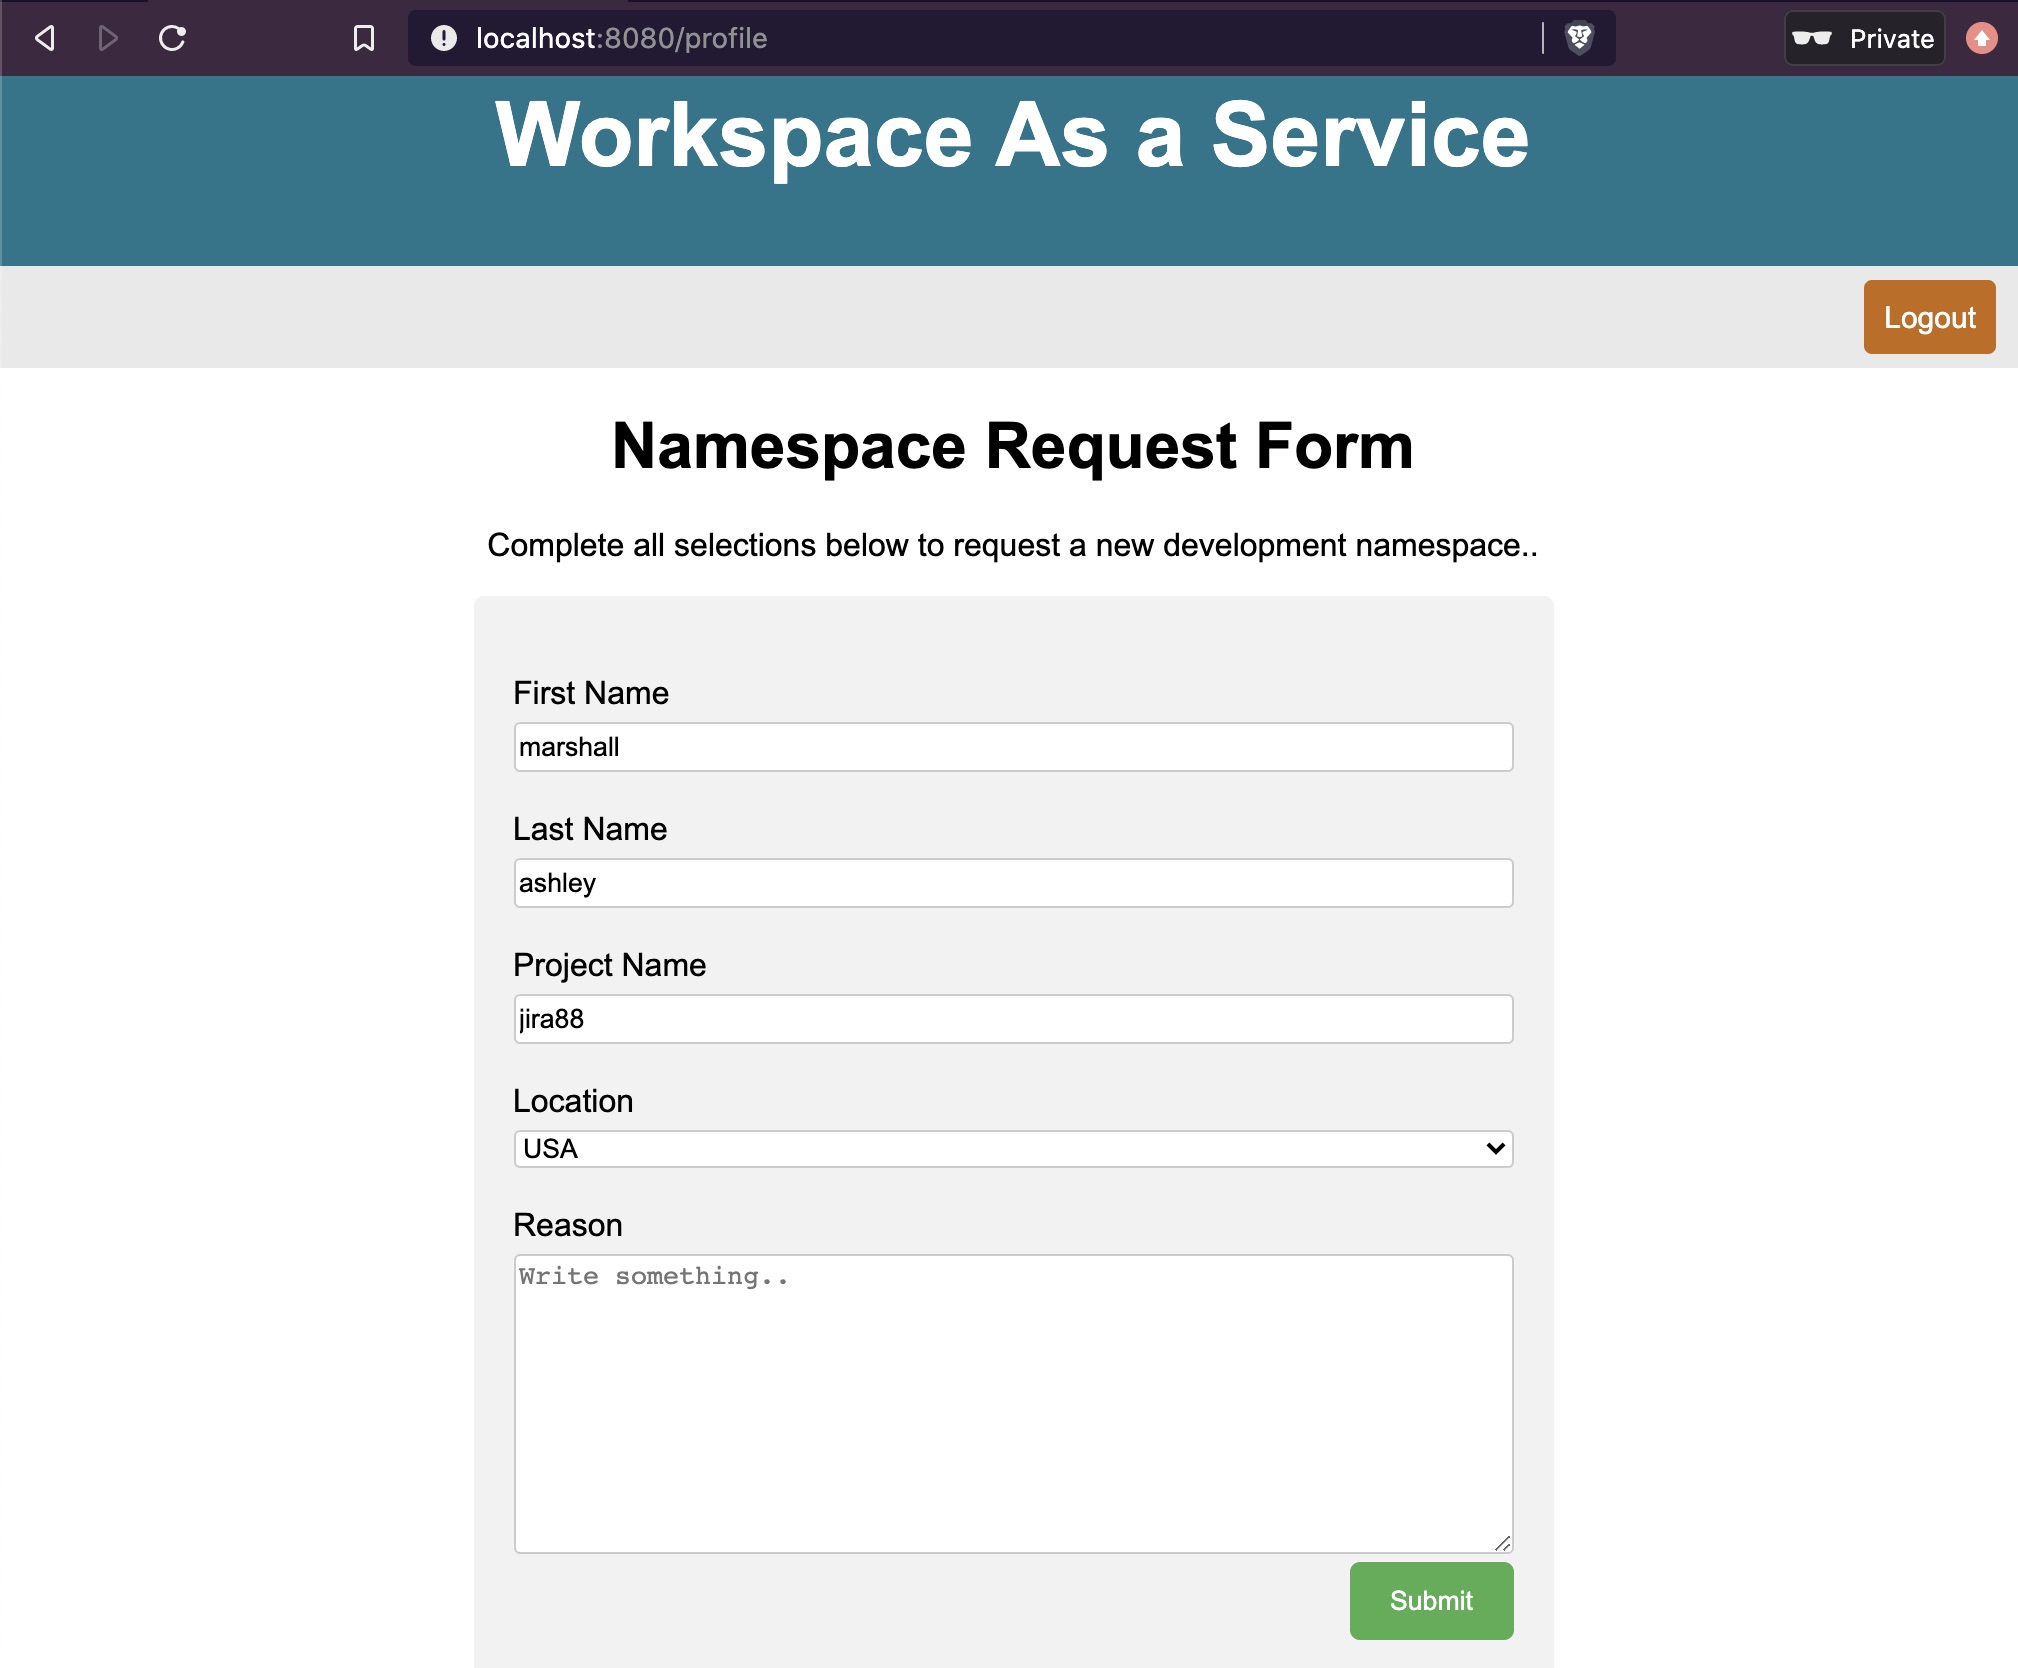 localhost:8080/profile
Private
Workspace As a Service
Logout
Namespace Request Form
Complete all selections below to request a new development namespace..
First Name
marshall
Last Name
ashley
Project Name
jira88
Location
USA
Reason
Write something..
Submit